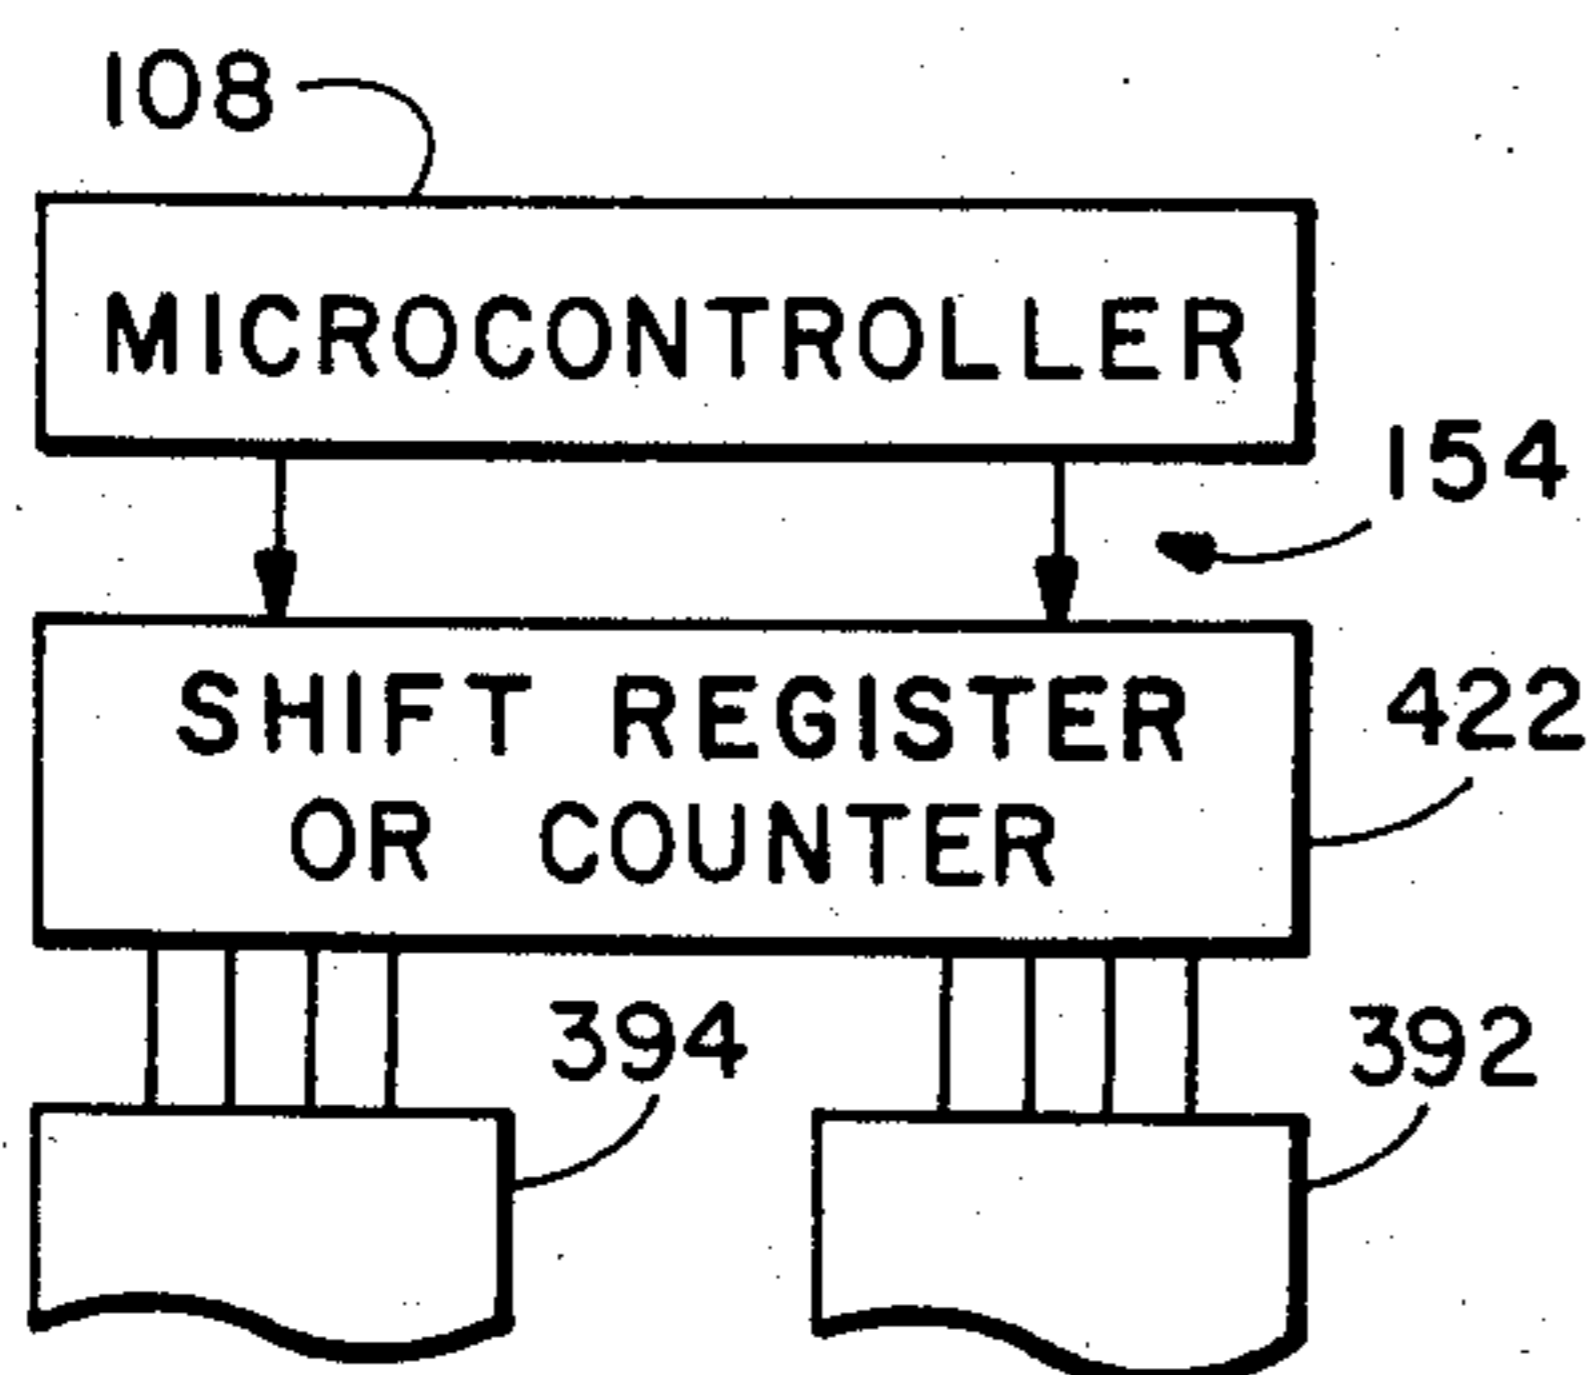 108
MICROCONTROLLER
154
SHIFT REGISTER
422
OR COUNTER
394
392